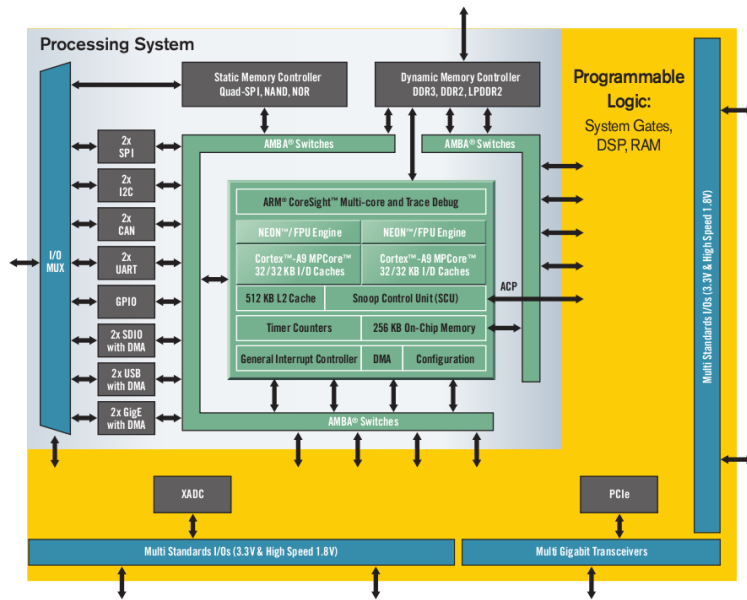 Processing System
Static Memory Controller
Quad-SPI, NAND, NOR
Dynamic Memory Controller
DDR3, DDR2, LPDDR2
Programmable
Logic:
System Gates,
DSP, RAM
AMBA® Switches
AMBA® Switches
2x
SPI
2x
I2C
2x
CAN
2x
UART
GPIO
2x SDIO
with DMA
2x USB
with DMA
2x GigE
with DMA
I/O
MUX
ARM® CoreSight™ Multi-core and Trace Debug
NEON™/FPU Engine
NEON™/FPU Engine
Cortex™-A9 MPCore™
32/32 KB I/D Caches
Cortex™-A9 MPCore™
32/32 KB I/D Caches
512 KB L2 Cache
Snoop Control Unit (SCU)
ACP
Timer Counters
256 KB On-Chip Memory
General Interrupt Controller
DMA
Configuration
AMBA® Switches
Multi Standards I/Os (3.3V & High Speed 1.8V)
XADC
PCIe
Multi Standards I/Os (3.3V & High Speed 1.8V)
Multi Gigabit Transceivers